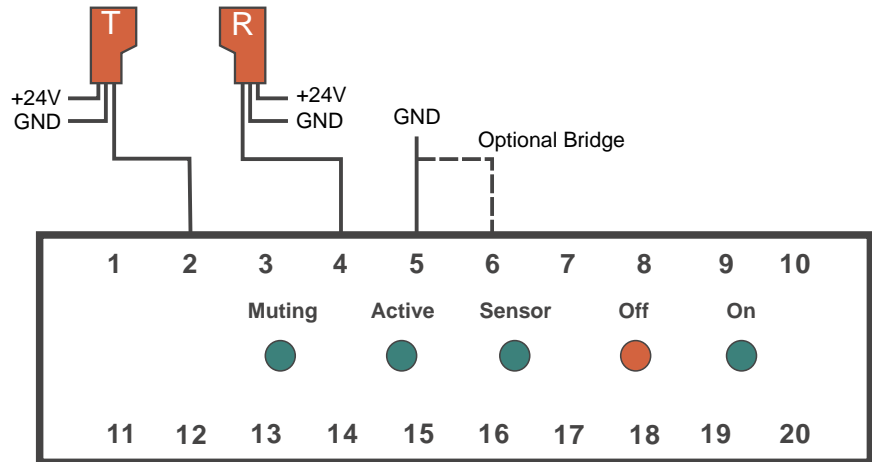 T R
+24V +24V
GND GND GND
Optional Bridge
1 2 3 4 5 6 7 8 9 10
Muting Active Sensor Off On
11 12 13 14 15 16 17 18 19 20